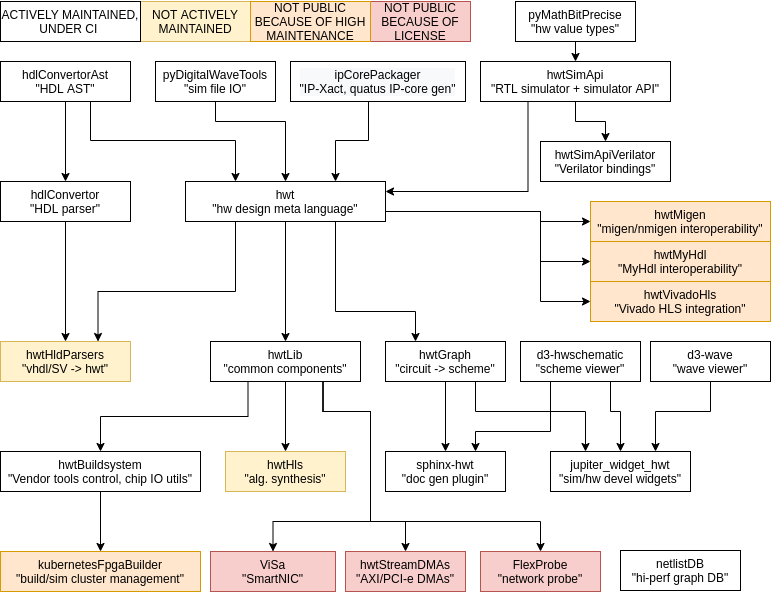 ACTIVELY MAINTAINED,
UNDER CI
NOT ACTIVELY
MAINTAINED
NOT PUBLIC
BECAUSE OF HIGH
MAINTENANCE
NOT PUBLIC
BECAUSE OF
LICENSE
pyMathBitPrecise
"hw value types"
hdlConvertorAst
"HDL AST"
pyDigitalWaveTools
"sim file IO"
ipCorePackager
"IP-Xact, quatus IP-core gen"
hwtSimApi
"RTL simulator + simulator API"
hwtSimApiVerilator
"Verilator bindings"
hdlConvertor
"HDL parser"
hwt
"hw design meta language"
hwtMigen
"migen/nmigen interoperability"
hwtMyHdl
"MyHdl interoperability"
hwtVivadoHls
"Vivado HLS integration"
hwtHldParsers
"vhdl/SV -> hwt"
hwtLib
"common components"
hwtGraph
"circuit -> scheme"
d3-hwschematic
"scheme viewer"
d3-wave
"wave viewer"
hwtBuildsystem
"Vendor tools control, chip IO utils"
hwtHls
"alg. synthesis"
sphinx-hwt
"doc gen plugin"
jupiter_widget_hwt
"sim/hw devel widgets"
kubernetesFpgaBuilder
"build/sim cluster management"
ViSa
"SmartNIC"
hwtStreamDMAs
"AXI/PCI-e DMAs"
FlexProbe
"network probe"
netlistDB
"hi-perf graph DB"